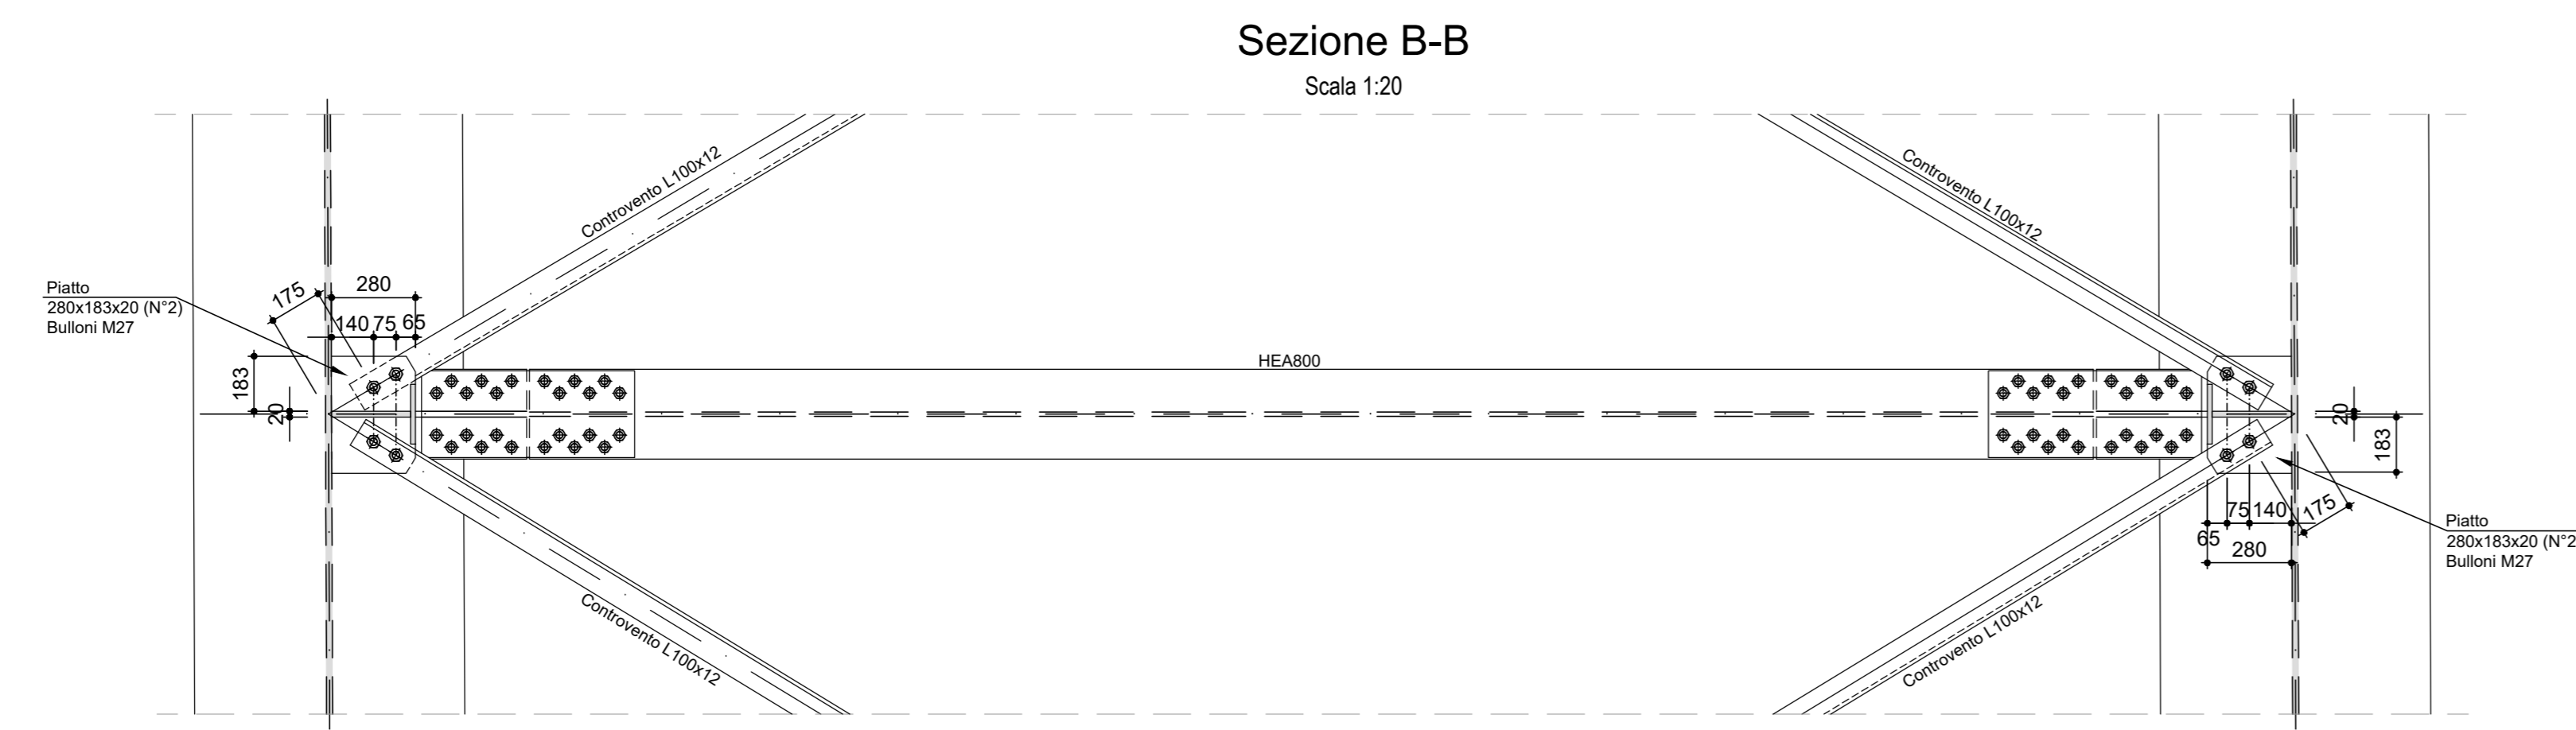 Sezione B-B
Scala 1:20
Controvento L100x12
Controvento L100x12
Piatto
280x183x20 (N°2)
Bulloni M27
175
280
140 75 65
183
20
HEA800
20
183
75 140 175
65
280
Piatto
280x183x20 (N°2
Bulloni M27
Controvento L100x12
Controvento L100x12